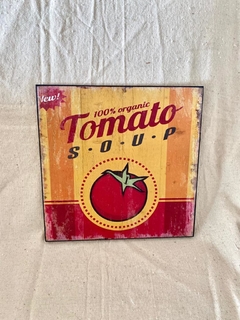 New!
100% organic
Tomato
S·O·U·P